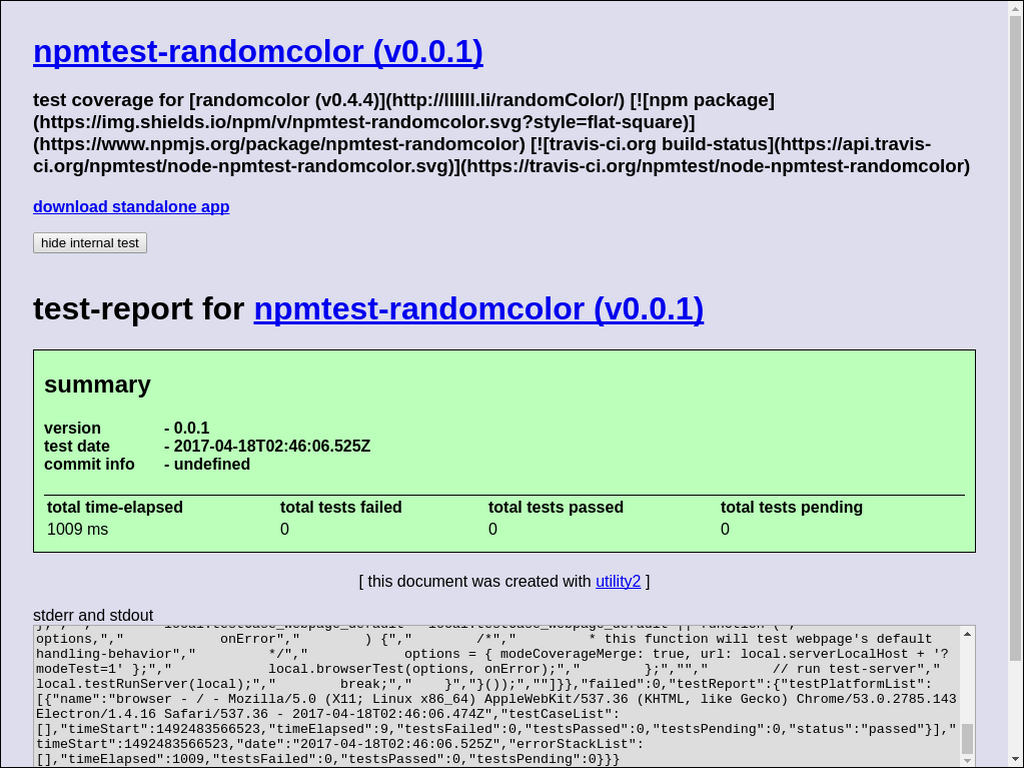 npmtest-randomcolor (v0.0.1)
test coverage for [randomcolor (v0.4.4)](http://llllll.li/randomColor/) [![npm package]
(https://img.shields.io/npm/v/npmtest-randomcolor.svg?style=flat-square)]
(https://www.npmjs.org/package/npmtest-randomcolor) [![travis-ci.org build-status](https://api.travis-
ci.org/npmtest/node-npmtest-randomcolor.svg)](https://travis-ci.org/npmtest/node-npmtest-randomcolor)
download standalone app
hide internal test
test-report for npmtest-randomcolor (v0.0.1)
summary
version - 0.0.1
test date - 2017-04-18T02:46:06.525Z
commit info - undefined
total time-elapsed total tests failed total tests passed total tests pending
1009 ms 0 0 0
[ this document was created with utility2 ]
stderr and stdout
options,","            onError","        ) {","        /*","         * this function will test webpage's default
handling-behavior","         */","            options = { modeCoverageMerge: true, url: local.serverLocalHost + '?
modeTest=1' };","            local.browserTest(options, onError);","        };","","        // run test-server","
local.testRunServer(local);","        break;","    }","}());",""]}},"failed":0,"testReport":{"testPlatformList":
[{"name":"browser - / - Mozilla/5.0 (X11; Linux x86_64) AppleWebKit/537.36 (KHTML, like Gecko) Chrome/53.0.2785.143
Electron/1.4.16 Safari/537.36 - 2017-04-18T02:46:06.474Z","testCaseList":
[],"timeStart":1492483566523,"timeElapsed":9,"testsFailed":0,"testsPassed":0,"testsPending":0,"status":"passed"}],"
timeStart":1492483566523,"date":"2017-04-18T02:46:06.525Z","errorStackList":
[],"timeElapsed":1009,"testsFailed":0,"testsPassed":0,"testsPending":0}}}